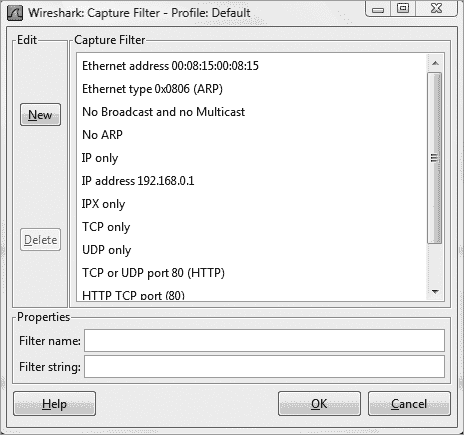 Wireshark: Capture Filter - Profile: Default
Edit
Capture Filter
New
Delete
Ethernet address 00:08:15:00:08:15
Ethernet type 0x0806 (ARP)
No Broadcast and no Multicast
No ARP
IP only
IP address 192.168.0.1
IPX only
TCP only
UDP only
TCP or UDP port 80 (HTTP)
HTTP TCP port (80)
Properties
Filter name:
Filter string:
Help
OK
Cancel